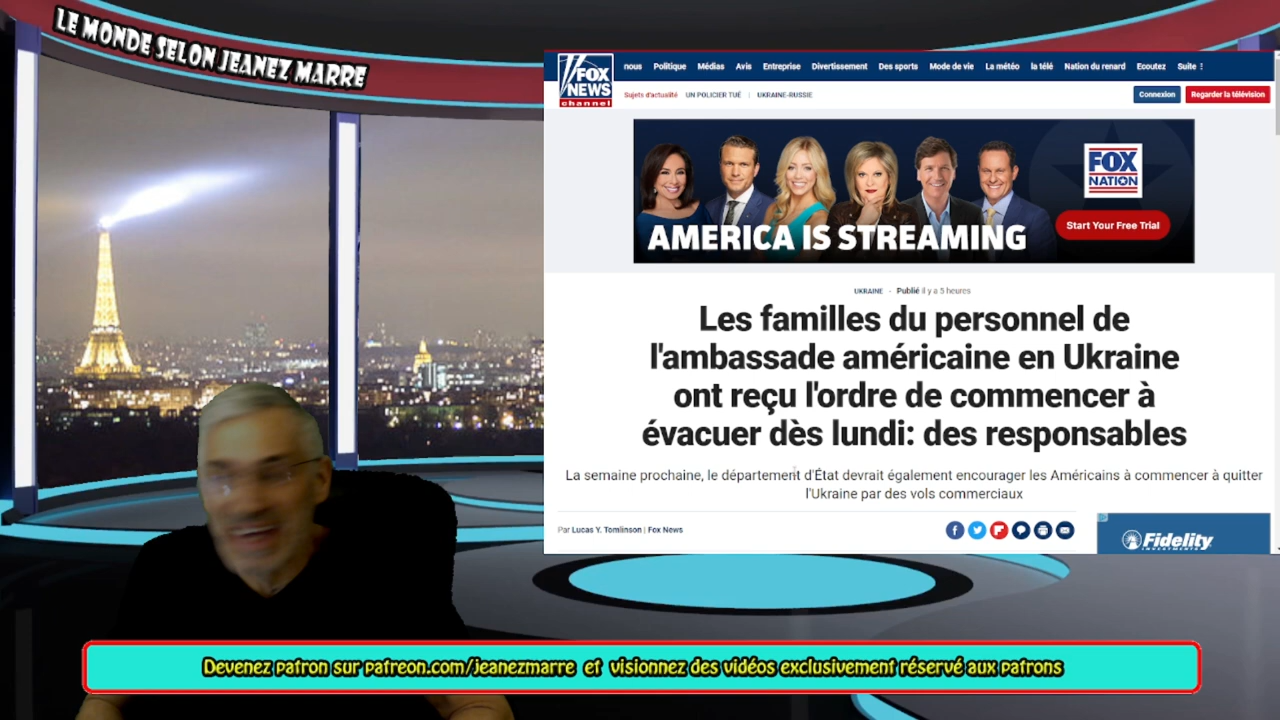 LE MONDE SELON JEANEZ MARRE
FOX
NEWS
channel
nous Politique Médias Avis Entreprise Divertissement Des sports Mode de vie La météo la télé Nation du renard Ecoutez Suite
Sujets d'actualité UN POLICIER TUÉ | UKRAINE-RUSSIE
Connexion
Regarder la télévision
FOX
NATION
Start Your Free Trial
AMERICA IS STREAMING
UKRAINE - Publié il y a 5 heures
Les familles du personnel de
l'ambassade américaine en Ukraine
ont reçu l'ordre de commencer à
évacuer dès lundi: des responsables
La semaine prochaine, le département d'État devrait également encourager les Américains à commencer à quitter
l'Ukraine par des vols commerciaux
Par Lucas Y. Tomlinson | Fox News
Fidelity
INVESTMENTS
Devenez patron sur patreon.com/jeanezmarre et visionnez des vidéos exclusivement réservé aux patrons